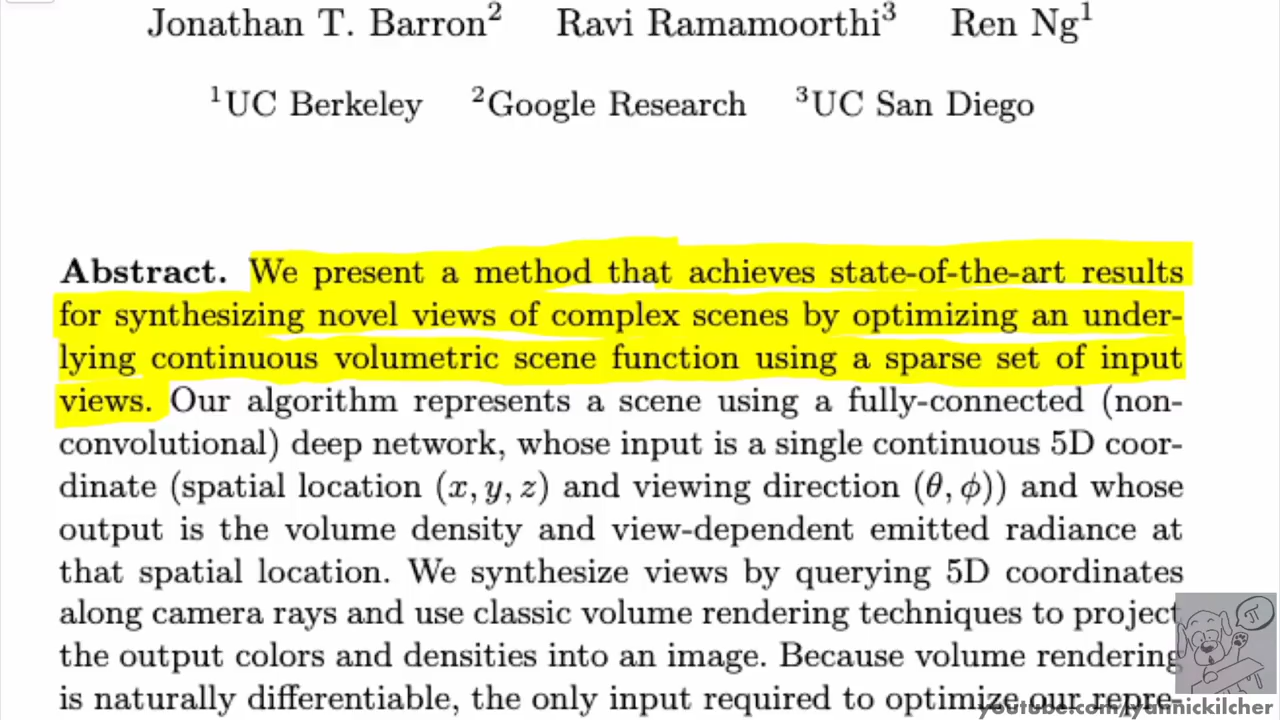 Jonathan T. Barron² Ravi Ramamoorthi³ Ren Ng¹
¹UC Berkeley ²Google Research ³UC San Diego
Abstract. We present a method that achieves state-of-the-art results
for synthesizing novel views of complex scenes by optimizing an under-
lying continuous volumetric scene function using a sparse set of input
views. Our algorithm represents a scene using a fully-connected (non-
convolutional) deep network, whose input is a single continuous 5D coor-
dinate (spatial location (x, y, z) and viewing direction (θ, ϕ)) and whose
output is the volume density and view-dependent emitted radiance at
that spatial location. We synthesize views by querying 5D coordinates
along camera rays and use classic volume rendering techniques to project
the output colors and densities into an image. Because volume rendering
is naturally differentiable, the only input required to optimize our repre-
π
youtube.com/yannickilcher